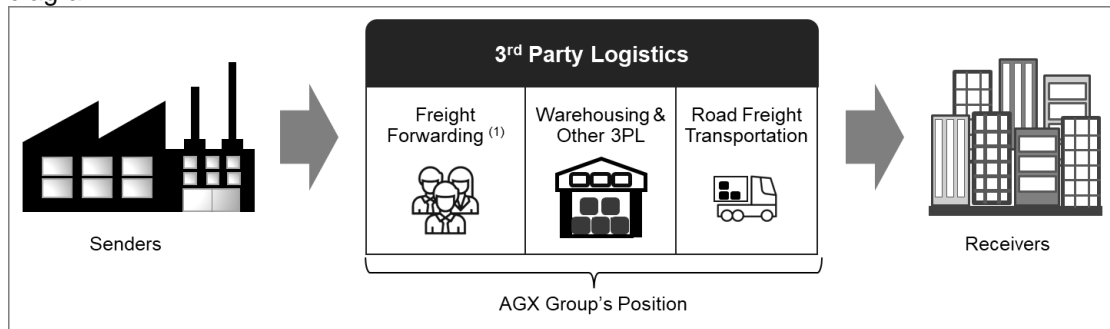 3rd Party Logistics
Freight
Forwarding (1)
Warehousing &
Other 3PL
Road Freight
Transportation
Senders
Receivers
AGX Group's Position